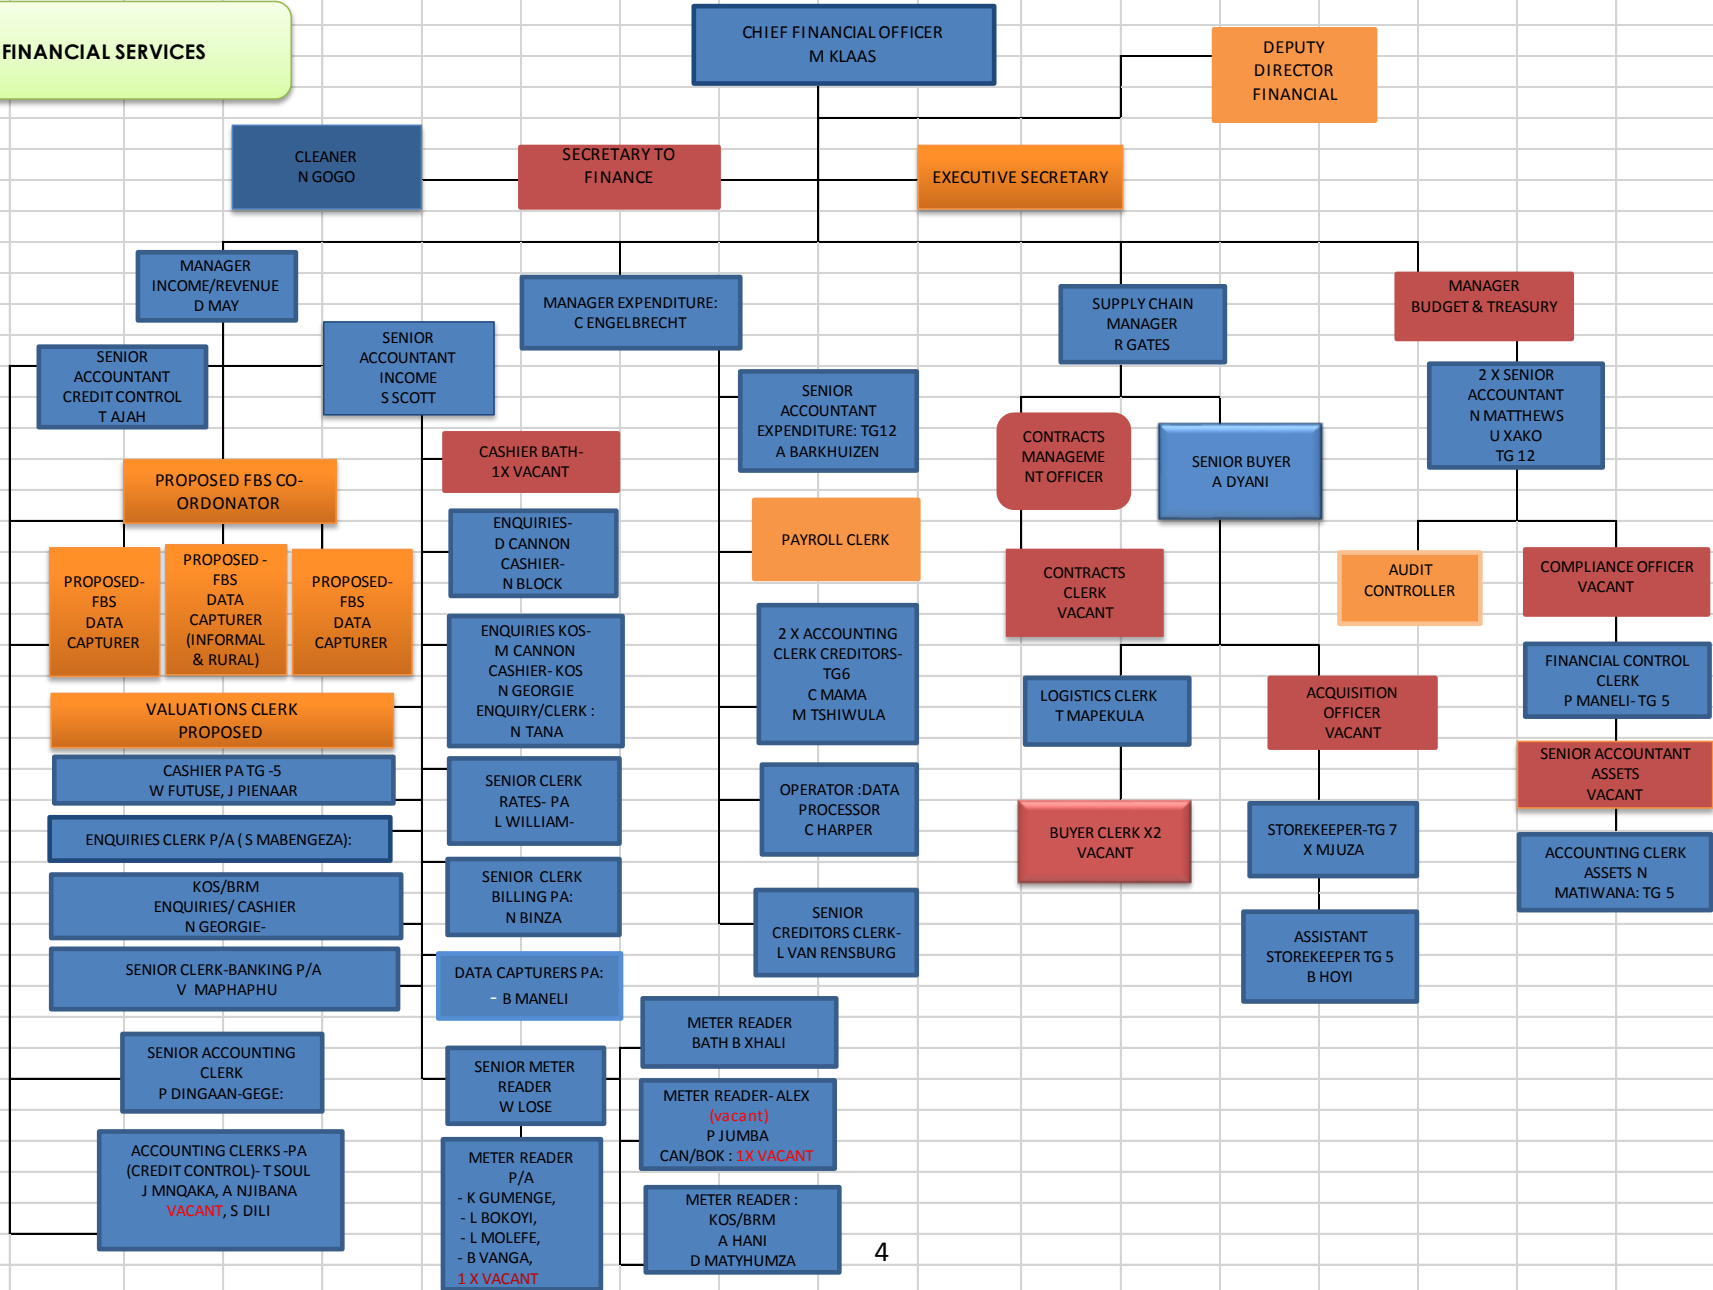 FINANCIAL SERVICES
CHIEF FINANCIAL OFFICER
M KLAAS
DEPUTY
DIRECTOR
FINANCIAL
CLEANER
N GOGO
SECRETARY TO
FINANCE
EXECUTIVE SECRETARY
MANAGER
INCOME/REVENUE
D MAY
MANAGER EXPENDITURE:
C ENGELBRECHT
SUPPLY CHAIN
MANAGER
R GATES
MANAGER
BUDGET & TREASURY
SENIOR
ACCOUNTANT
CREDIT CONTROL
T AJAH
SENIOR
ACCOUNTANT
INCOME
S SCOTT
PROPOSED FBS CO-
ORDONATOR
PROPOSED-
FBS
DATA
CAPTURER
PROPOSED -
FBS
DATA
CAPTURER
(INFORMAL
& RURAL)
PROPOSED-
FBS
DATA
CAPTURER
VALUATIONS CLERK
PROPOSED
CASHIER PA TG -5
W FUTUSE, J PIENAAR
ENQUIRIES CLERK P/A ( S MABENGEZA):
KOS/BRM
ENQUIRIES/ CASHIER
N GEORGIE-
SENIOR CLERK-BANKING P/A
V MAPHAPHU
SENIOR ACCOUNTING
CLERK
P DINGAAN-GEGE:
ACCOUNTING CLERKS -PA
(CREDIT CONTROL)- T SOUL
J MNQAKA, A NJIBANA
VACANT, S DILI
CASHIER BATH-
1X VACANT
ENQUIRIES-
D CANNON
CASHIER-
N BLOCK
ENQUIRIES KOS-
M CANNON
CASHIER- KOS
N GEORGIE
ENQUIRY/CLERK :
N TANA
SENIOR CLERK
RATES- PA
L WILLIAM-
SENIOR CLERK
BILLING PA:
N BINZA
DATA CAPTURERS PA:
- B MANELI
SENIOR METER
READER
W LOSE
METER READER
P/A
- K GUMENGE,
- L BOKOYI,
- L MOLEFE,
- B VANGA,
1 X VACANT
METER READER
BATH B XHALI
METER READER- ALEX
(vacant)
P JUMBA
CAN/BOK : 1X VACANT
METER READER :
KOS/BRM
A HANI
D MATYHUMZA
SENIOR
ACCOUNTANT
EXPENDITURE: TG12
A BARKHUIZEN
PAYROLL CLERK
2 X ACCOUNTING
CLERK CREDITORS-
TG6
C MAMA
M TSHIWULA
OPERATOR :DATA
PROCESSOR
C HARPER
SENIOR
CREDITORS CLERK-
L VAN RENSBURG
CONTRACTS
MANAGEME
NT OFFICER
SENIOR BUYER
A DYANI
CONTRACTS
CLERK
VACANT
LOGISTICS CLERK
T MAPEKULA
ACQUISITION
OFFICER
VACANT
BUYER CLERK X2
VACANT
STOREKEEPER-TG 7
X MJUZA
ASSISTANT
STOREKEEPER TG 5
B HOYI
2 X SENIOR
ACCOUNTANT
N MATTHEWS
U XAKO
TG 12
AUDIT
CONTROLLER
COMPLIANCE OFFICER
VACANT
FINANCIAL CONTROL
CLERK
P MANELI- TG 5
SENIOR ACCOUNTANT
ASSETS
VACANT
ACCOUNTING CLERK
ASSETS N
MATIWANA: TG 5
4